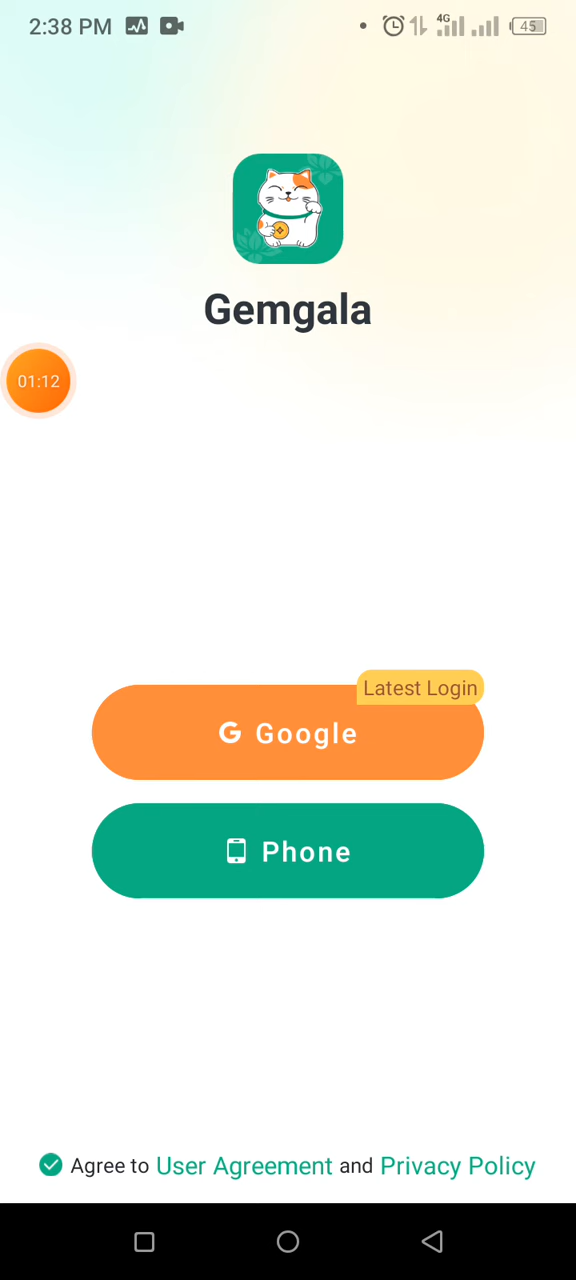 2:38 PM 4G 45
Gemgala
01:12
Latest Login
Google
Phone
Agree to User Agreement and Privacy Policy